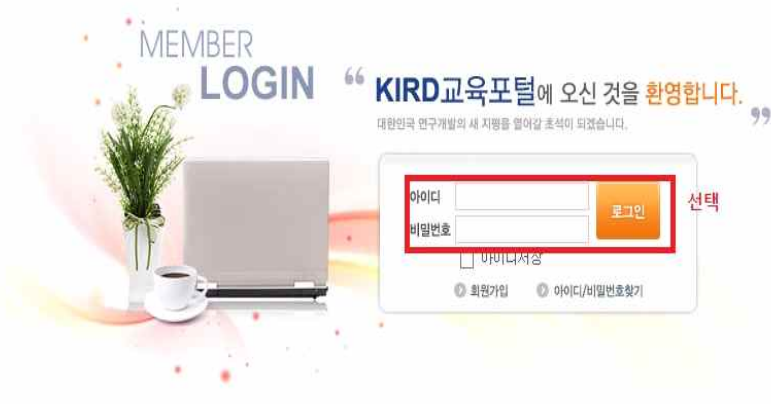 MEMBER
LOGIN
“ KIRD교육포털에 오신 것을 환영합니다. ”
대한민국 연구개발의 새 지평을 열어갈 초석이 되겠습니다.
아이디
로그인
선택
비밀번호
아이디저장
회원가입 아이디/비밀번호찾기